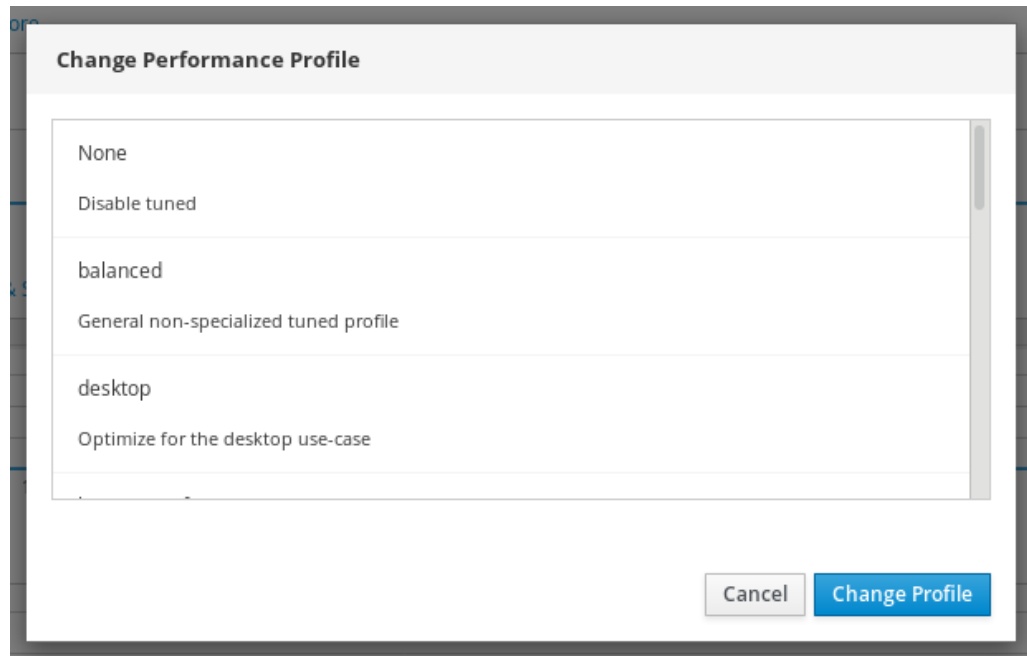 Change Performance Profile
None
Disable tuned
balanced
General non-specialized tuned profile
desktop
Optimize for the desktop use-case
Cancel
Change Profile